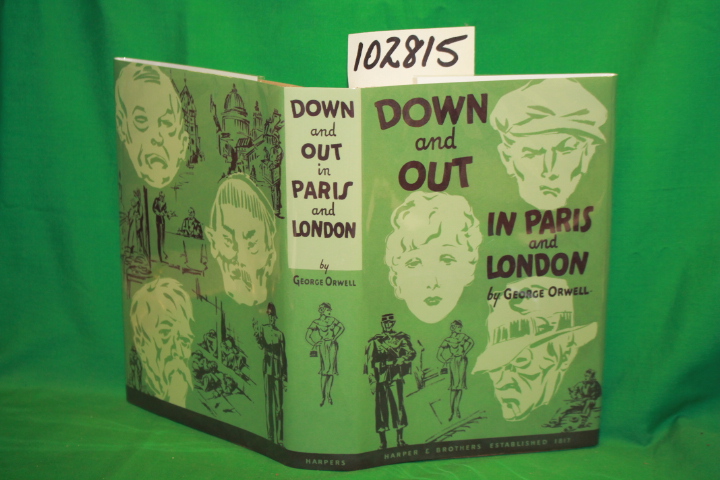 102815
DOWN
and
OUT
in
PARIS
and
LONDON
by
GEORGE ORWELL
HARPERS
DOWN
and
OUT
IN PARIS
and
LONDON
by GEORGE ORWELL
HARPER & BROTHERS ESTABLISHED 1817